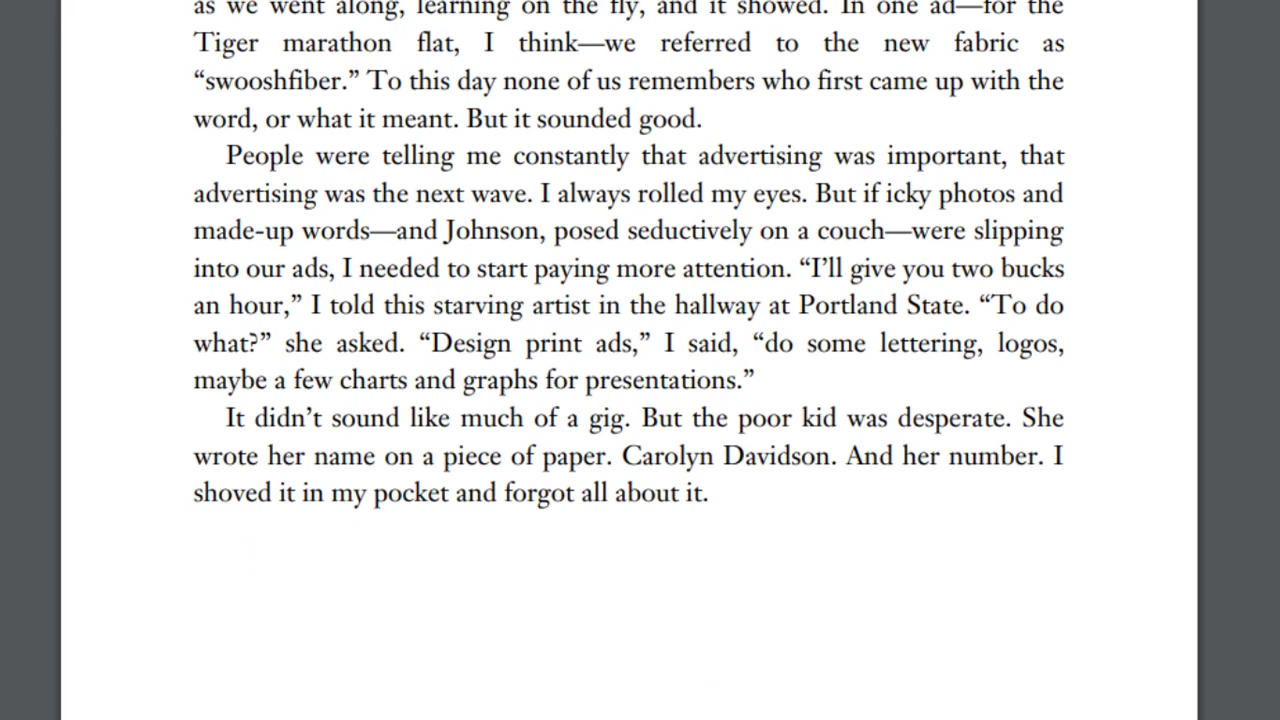 as we went along, learning on the fly, and it showed. In one ad—for the
Tiger marathon flat, I think—we referred to the new fabric as
“swooshfiber.” To this day none of us remembers who first came up with the
word, or what it meant. But it sounded good.
People were telling me constantly that advertising was important, that
advertising was the next wave. I always rolled my eyes. But if icky photos and
made-up words—and Johnson, posed seductively on a couch—were slipping
into our ads, I needed to start paying more attention. “I’ll give you two bucks
an hour,” I told this starving artist in the hallway at Portland State. “To do
what?” she asked. “Design print ads,” I said, “do some lettering, logos,
maybe a few charts and graphs for presentations.”
It didn’t sound like much of a gig. But the poor kid was desperate. She
wrote her name on a piece of paper. Carolyn Davidson. And her number. I
shoved it in my pocket and forgot all about it.